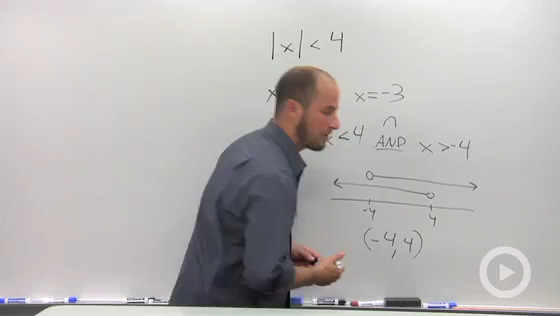 |x| < 4
x x = -3
∩
x < 4 AND x > -4
-4 4
(-4, 4)